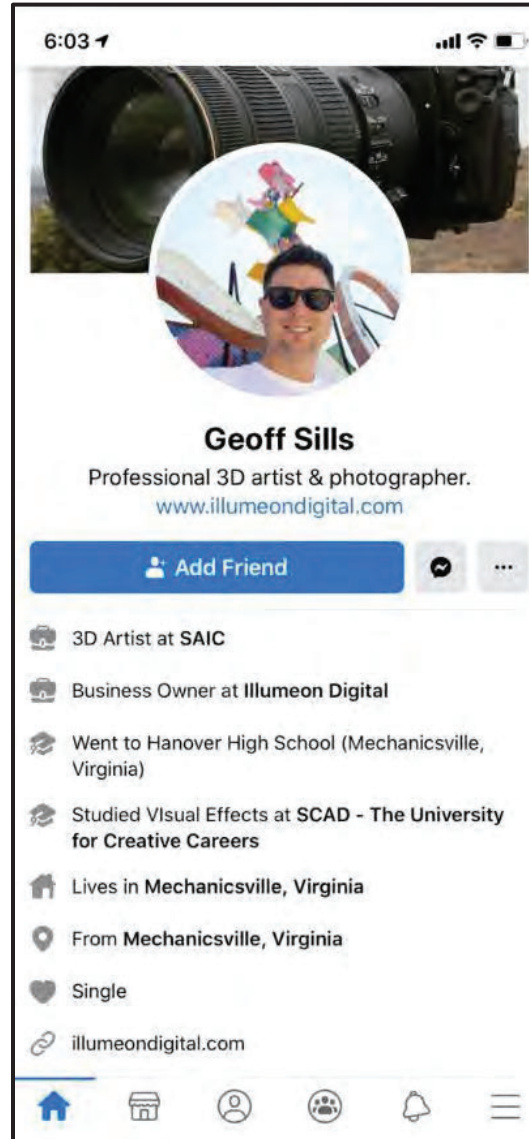 6:03
Geoff Sills
Professional 3D artist & photographer.
www.illumeondigital.com
Add Friend
3D Artist at SAIC
Business Owner at Illumeon Digital
Went to Hanover High School (Mechanicsville,
Virginia)
Studied VIsual Effects at SCAD - The University
for Creative Careers
Lives in Mechanicsville, Virginia
From Mechanicsville, Virginia
Single
illumeondigital.com